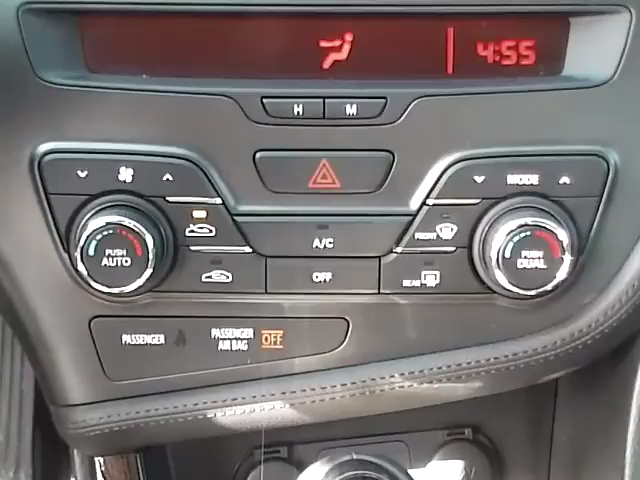 4:55
H M
MODE
A/C
FRONT
PUSH
AUTO
PUSH
DUAL
OFF
REAR
PASSENGER
PASSENGER
AIR BAG OFF